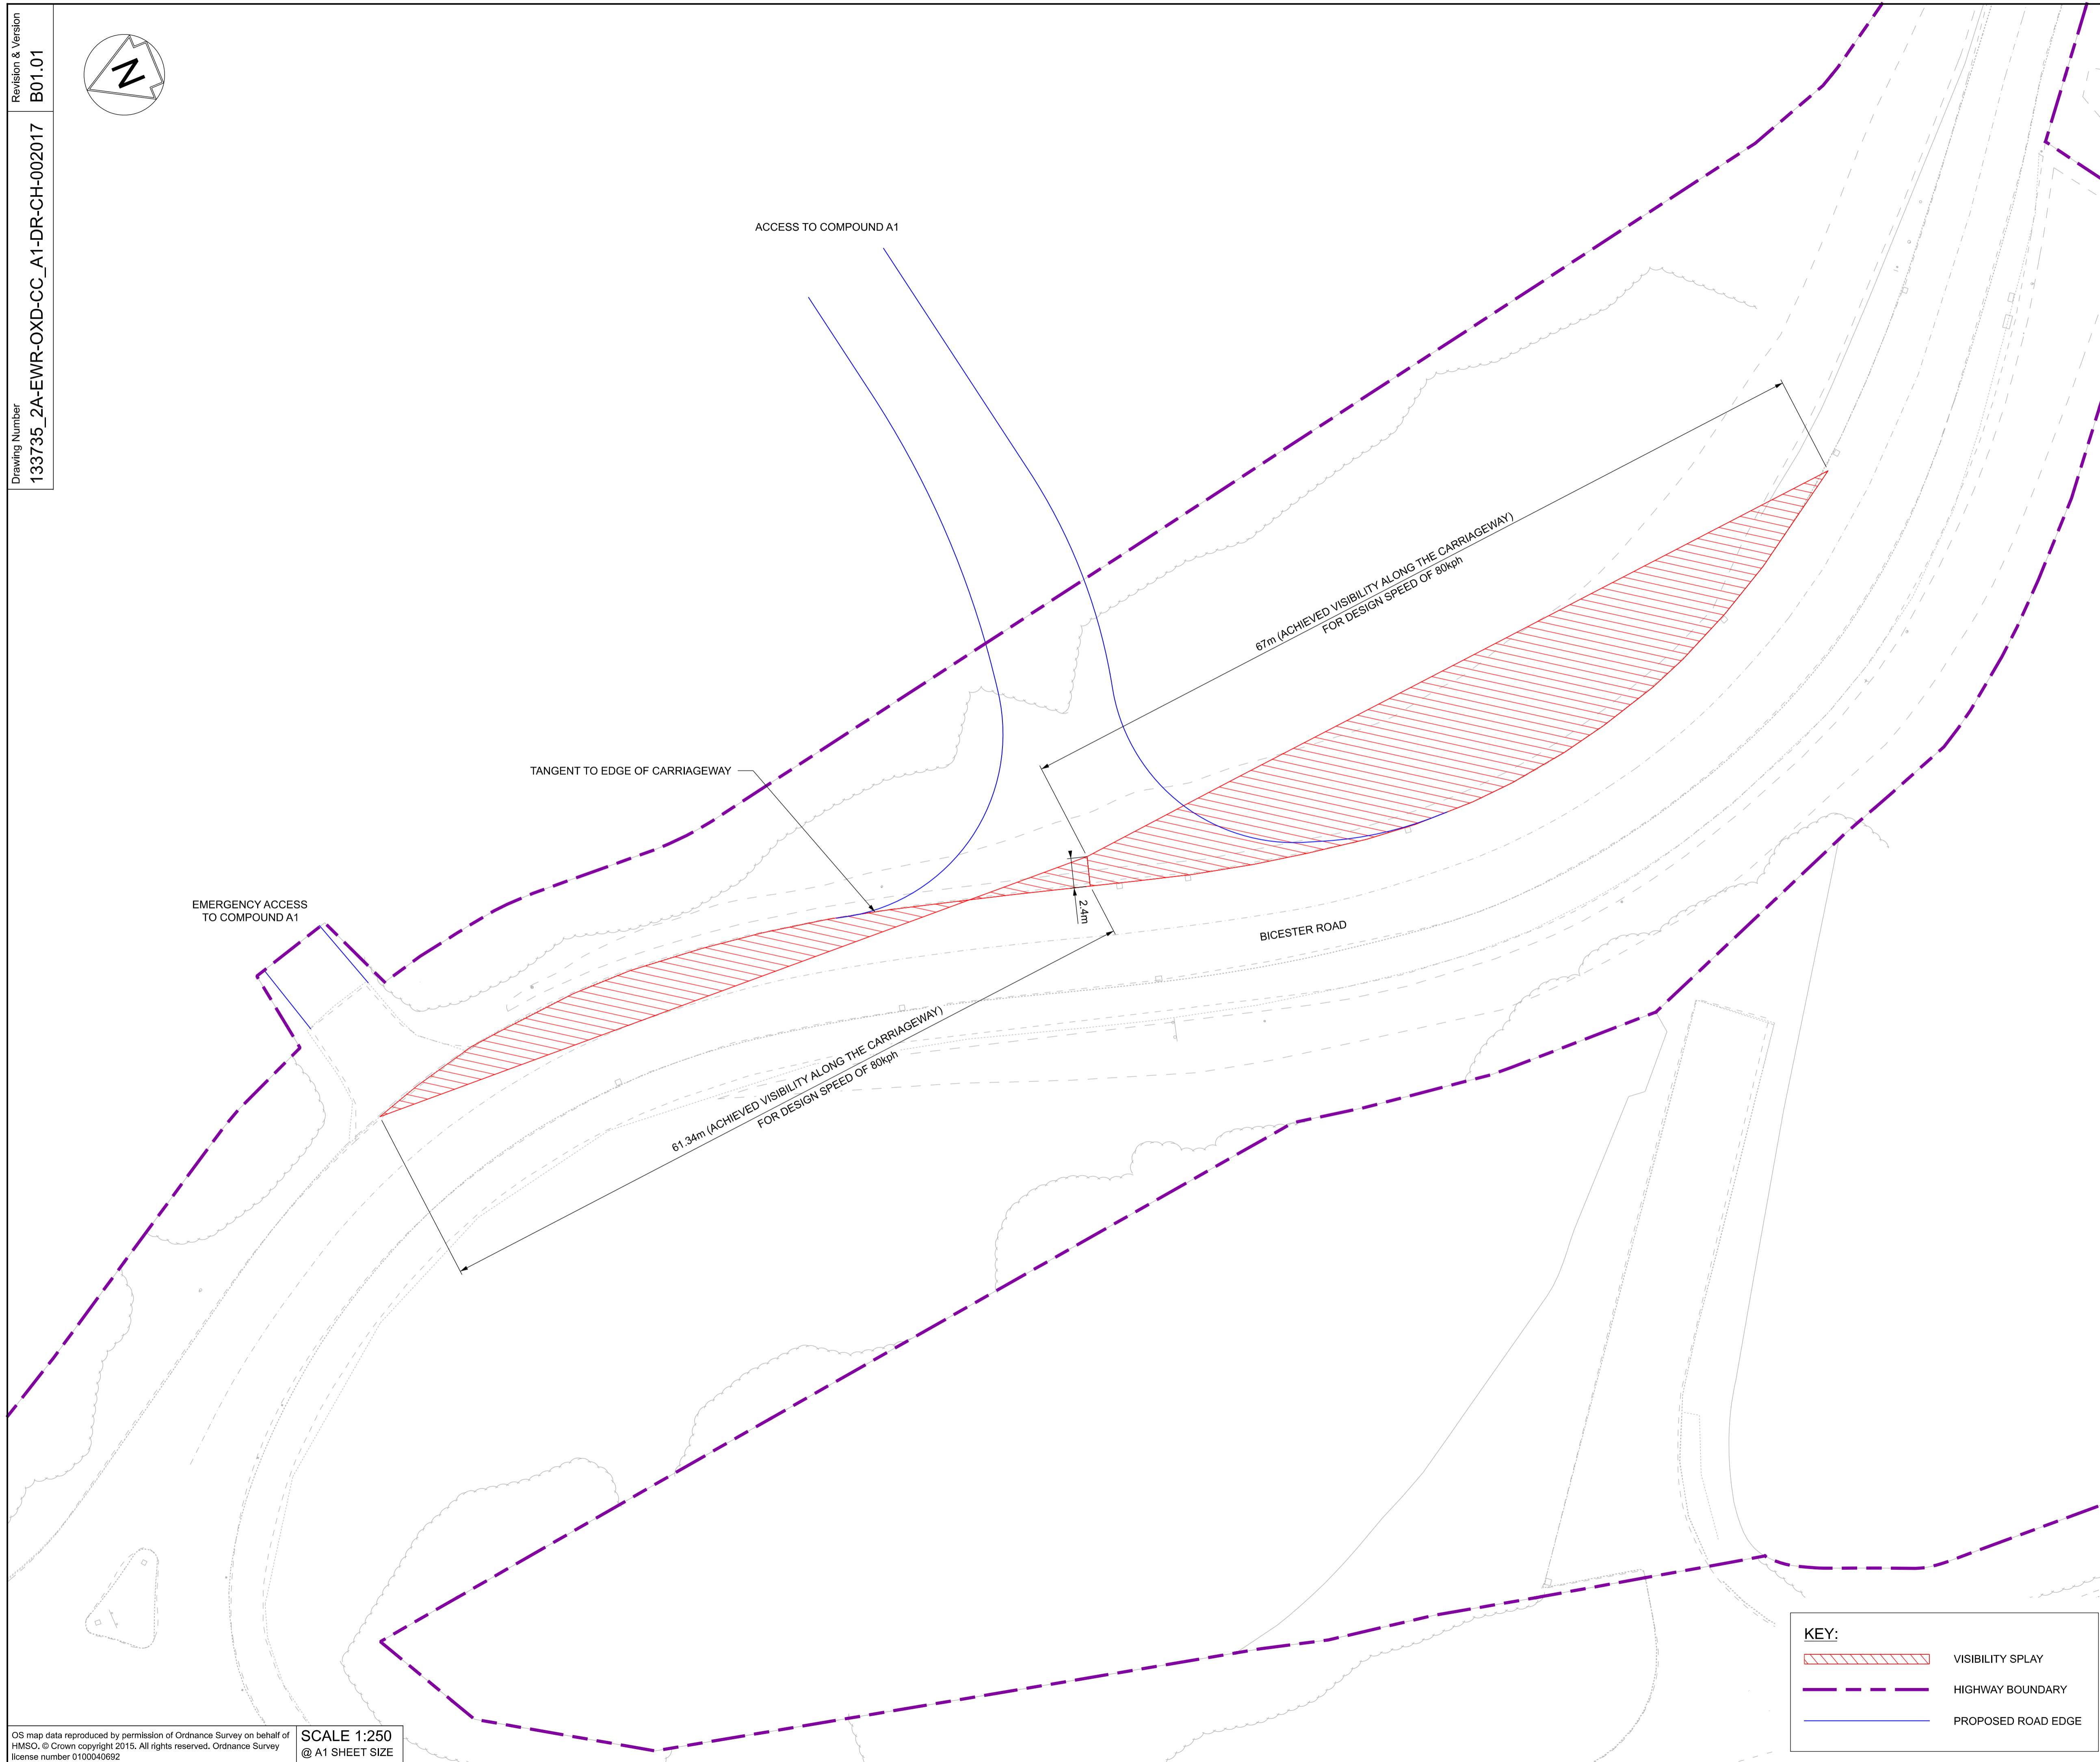 Revision & Version
B01.01
Drawing Number
133735_2A-EWR-OXD-CC_A1-DR-CH-002017
N
ACCESS TO COMPOUND A1
67m (ACHIEVED VISIBILITY ALONG THE CARRIAGEWAY)
FOR DESIGN SPEED OF 80kph
TANGENT TO EDGE OF CARRIAGEWAY
EMERGENCY ACCESS
TO COMPOUND A1
2.4m
BICESTER ROAD
61.34m (ACHIEVED VISIBILITY ALONG THE CARRIAGEWAY)
FOR DESIGN SPEED OF 80kph
KEY:
VISIBILITY SPLAY
HIGHWAY BOUNDARY
PROPOSED ROAD EDGE
OS map data reproduced by permission of Ordnance Survey on behalf of
HMSO. © Crown copyright 2015. All rights reserved. Ordnance Survey
license number 0100040692
SCALE 1:250
@ A1 SHEET SIZE